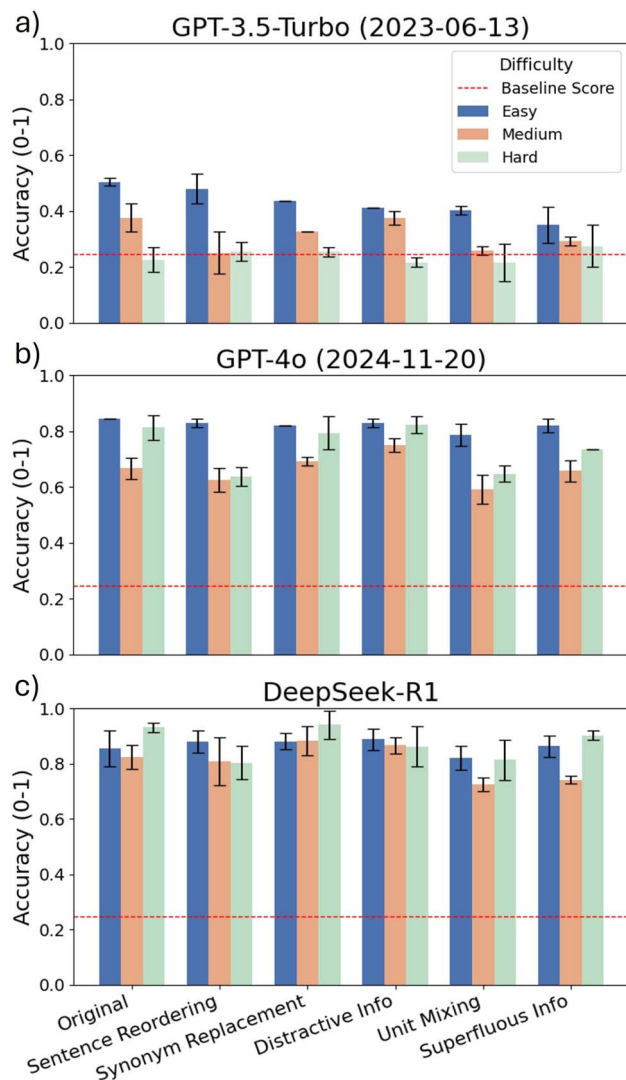 a)
GPT-3.5-Turbo (2023-06-13)
1.0
0.8
0.6
0.4
0.2
0.0
Accuracy (0-1)
Difficulty
Baseline Score
Easy
Medium
Hard
b)
GPT-4o (2024-11-20)
1.0
0.8
0.6
0.4
0.2
0.0
Accuracy (0-1)
c)
DeepSeek-R1
1.0
0.8
0.6
0.4
0.2
0.0
Accuracy (0-1)
Original
Sentence Reordering
Synonym Replacement
Distractive Info
Unit Mixing
Superfluous Info